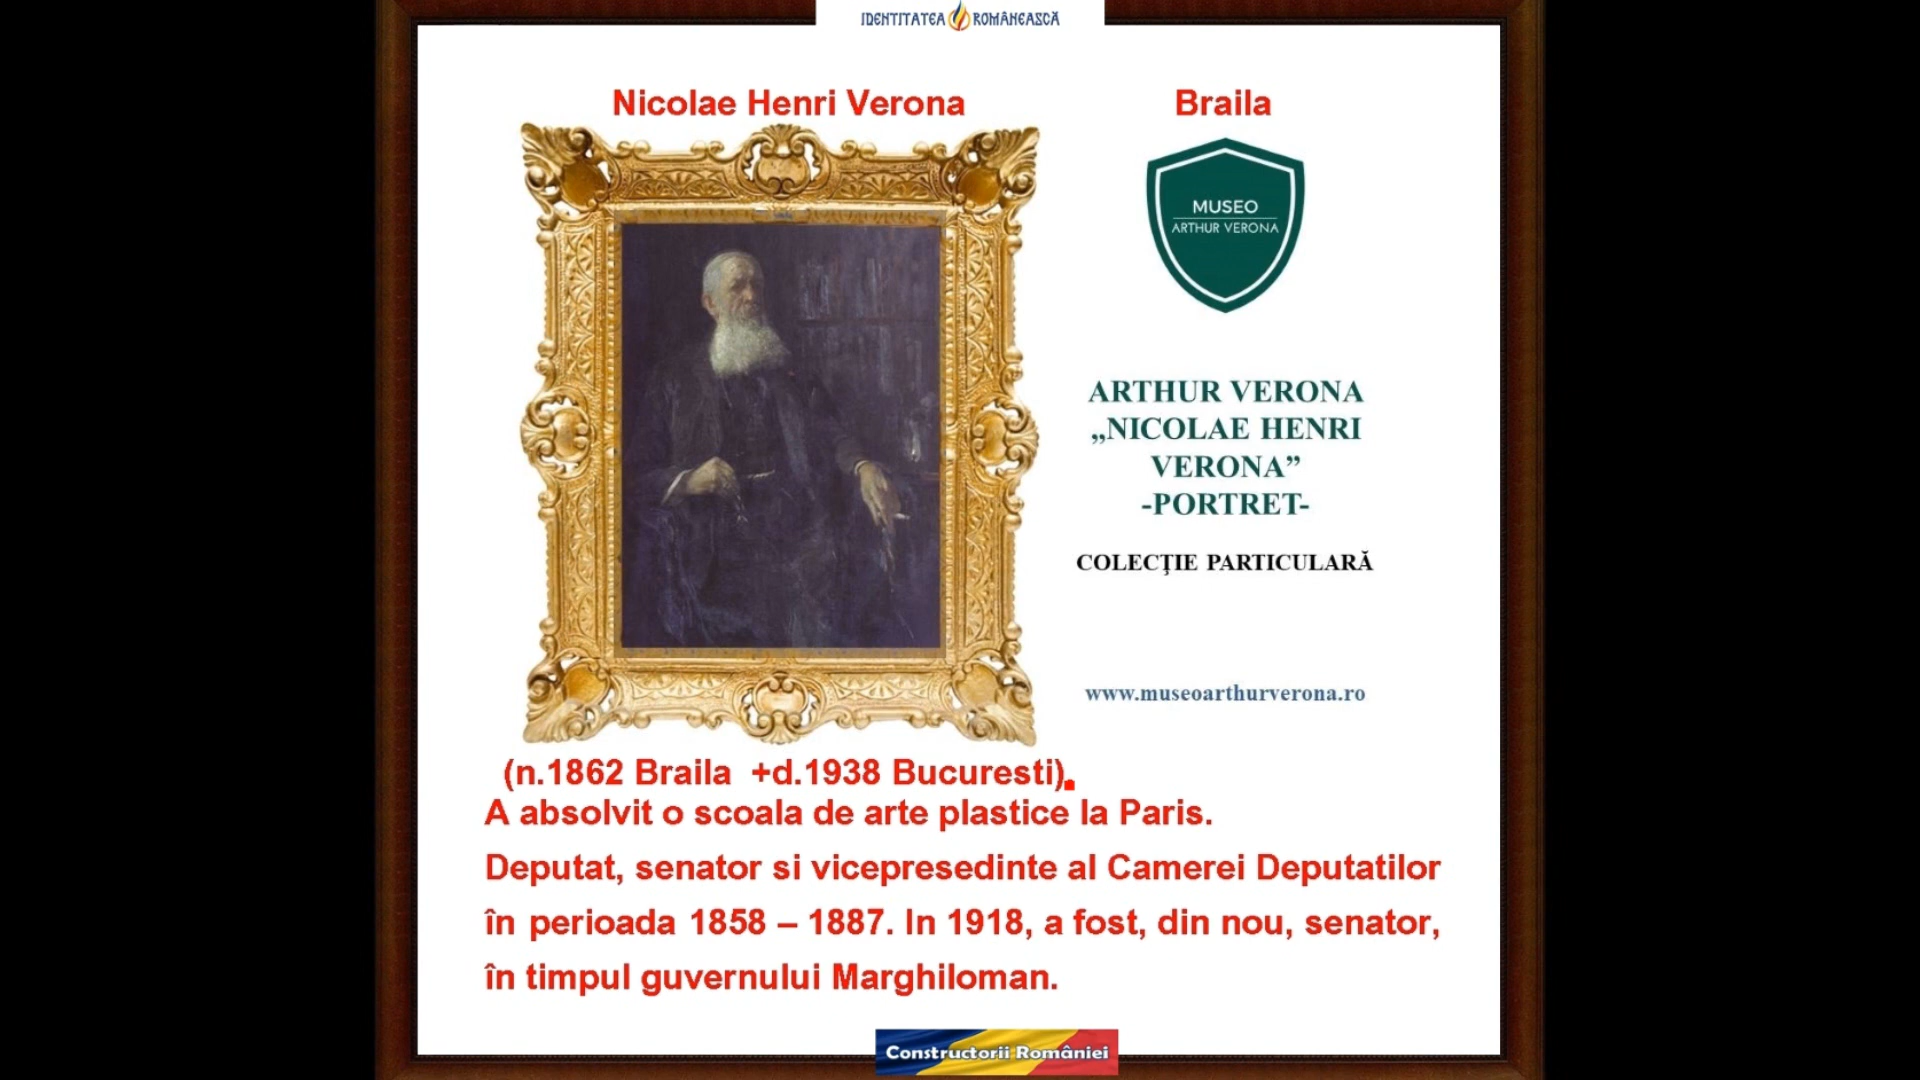 IDENTITATEA ROMÂNEASCĂ
Nicolae Henri Verona
Braila
MUSEO
ARTHUR VERONA
ARTHUR VERONA
„NICOLAE HENRI
VERONA”
-PORTRET-
COLECŢIE PARTICULARĂ
www.museoarthurverona.ro
(n.1862 Braila +d.1938 Bucuresti).
A absolvit o scoala de arte plastice la Paris.
Deputat, senator si vicepresedinte al Camerei Deputatilor
în perioada 1858 – 1887. In 1918, a fost, din nou, senator,
în timpul guvernului Marghiloman.
Constructorii României